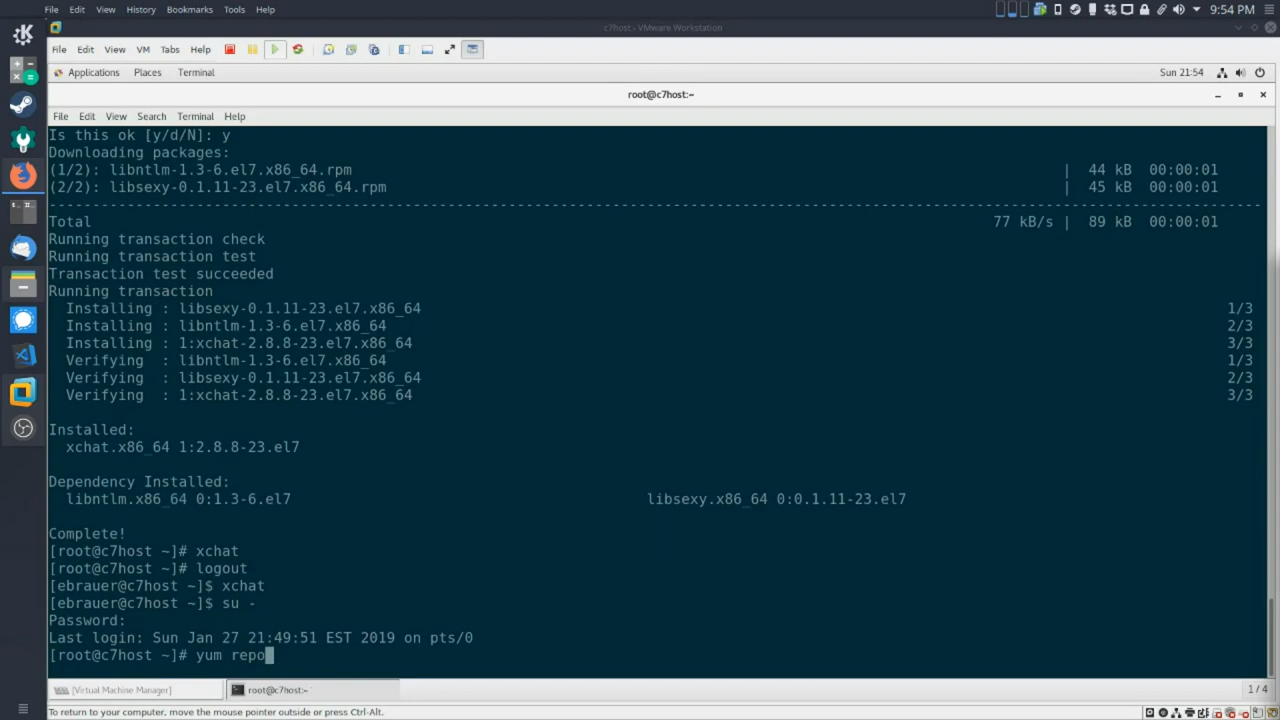 File Edit View History Bookmarks Tools Help 9:54 PM
c7host - VMware Workstation
File Edit View VM Tabs Help
Applications Places Terminal Sun 21:54
root@c7host:~
File Edit View Search Terminal Help
Is this ok [y/d/N]: y
Downloading packages:
(1/2): libntlm-1.3-6.el7.x86_64.rpm | 44 kB 00:00:01
(2/2): libsexy-0.1.11-23.el7.x86_64.rpm | 45 kB 00:00:01
--------------------------------------------------------------------------------
Total 77 kB/s | 89 kB 00:00:01
Running transaction check
Running transaction test
Transaction test succeeded
Running transaction
Installing : libsexy-0.1.11-23.el7.x86_64 1/3
Installing : libntlm-1.3-6.el7.x86_64 2/3
Installing : 1:xchat-2.8.8-23.el7.x86_64 3/3
Verifying : libntlm-1.3-6.el7.x86_64 1/3
Verifying : libsexy-0.1.11-23.el7.x86_64 2/3
Verifying : 1:xchat-2.8.8-23.el7.x86_64 3/3
Installed:
xchat.x86_64 1:2.8.8-23.el7
Dependency Installed:
libntlm.x86_64 0:1.3-6.el7 libsexy.x86_64 0:0.1.11-23.el7
Complete!
[root@c7host ~]# xchat
[root@c7host ~]# logout
[ebrauer@c7host ~]$ xchat
[ebrauer@c7host ~]$ su -
Password:
Last login: Sun Jan 27 21:49:51 EST 2019 on pts/0
[root@c7host ~]# yum repo
[Virtual Machine Manager] root@c7host:~ 1 / 4
To return to your computer, move the mouse pointer outside or press Ctrl-Alt.